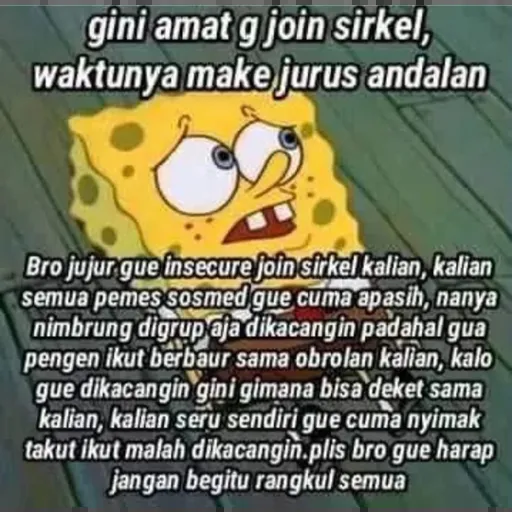 gini amat g join sirkel,
waktunya make jurus andalan
Bro jujur gue insecure join sirkel kalian, kalian
semua pemes sosmed gue cuma apasih, nanya
nimbrung digrup aja dikacangin padahal gua
pengen ikut berbaur sama obrolan kalian, kalo
gue dikacangin gini gimana bisa deket sama
kalian, kalian seru sendiri gue cuma nyimak
takut ikut malah dikacangin.plis bro gue harap
jangan begitu rangkul semua